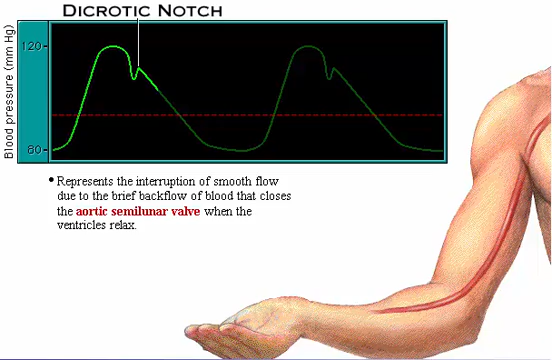 DICROTIC NOTCH
Blood pressure (mm Hg)
120
80
• Represents the interruption of smooth flow
due to the brief backflow of blood that closes
the aortic semilunar valve when the
ventricles relax.